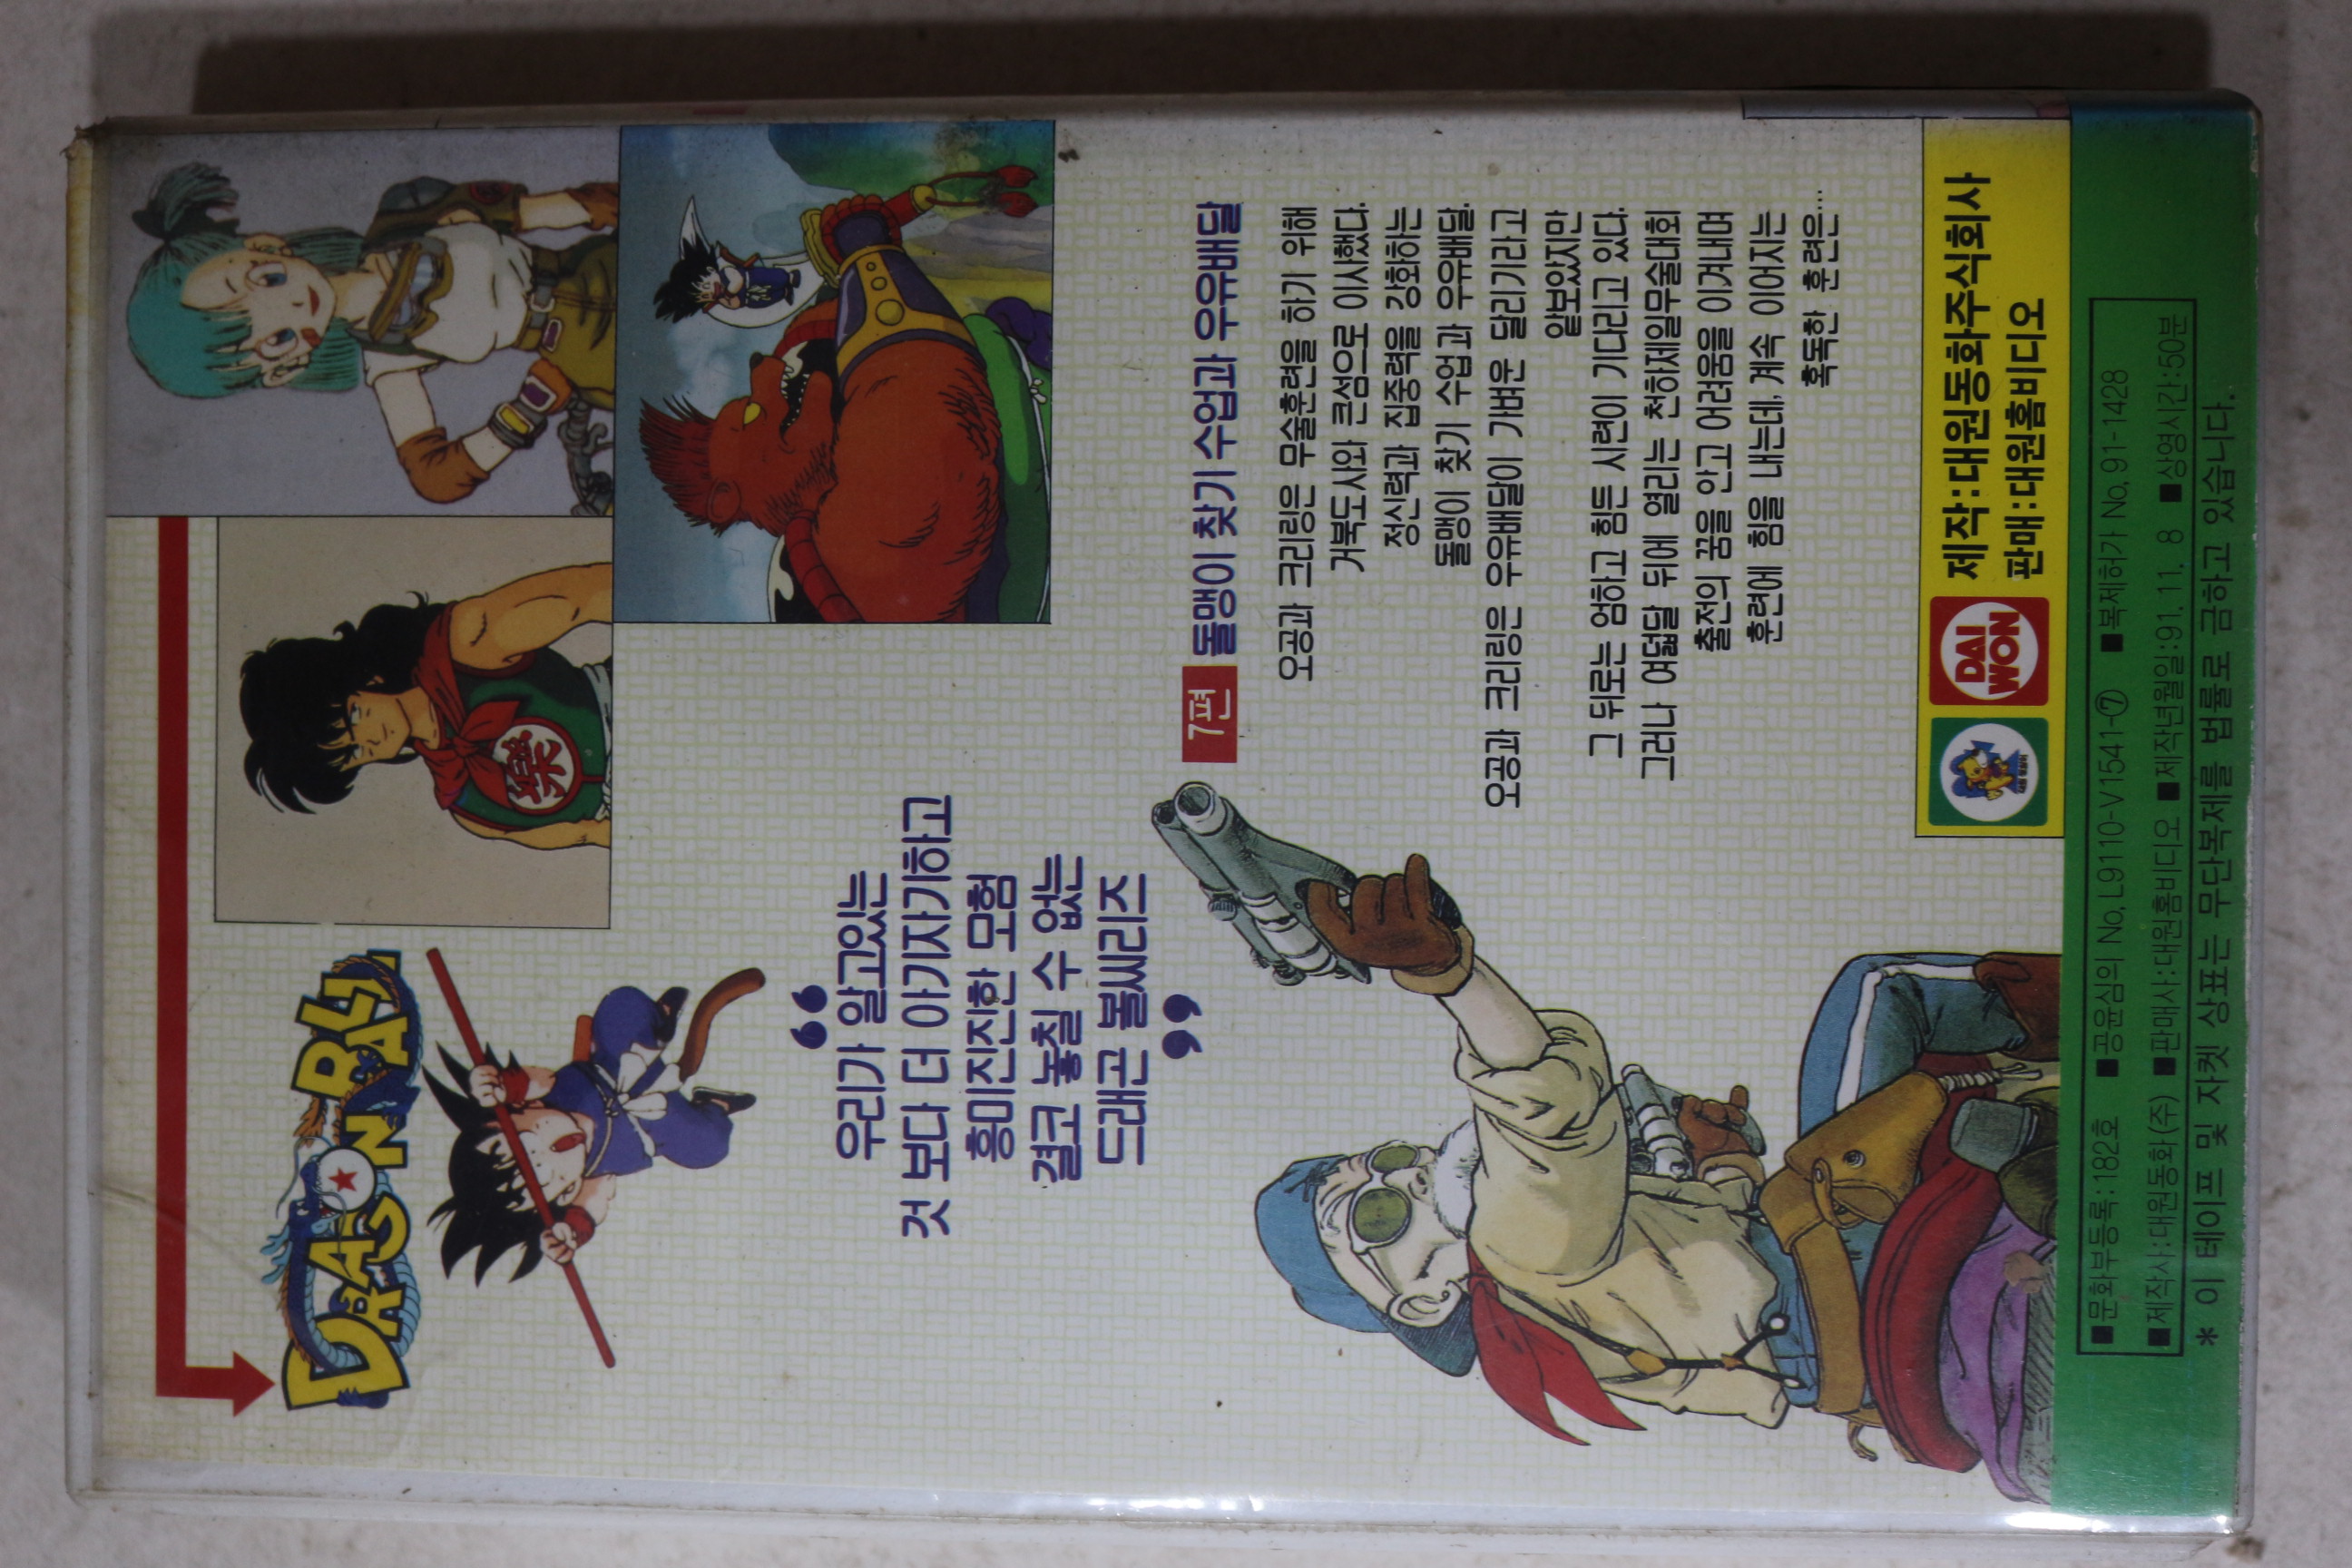 DRAGON BALL
樂
“
우리가 알고있는
것 보다 더 아기자기하고
흥미진진한 모험
결코 놓칠 수 없는
드래곤 볼씨리즈
”
7편 돌맹이 찾기 수업과 우유배달
오공과 크리링은 무술훈련을 하기 위해
거북도사와 큰섬으로 이사했다.
정신력과 집중력을 강화하는
돌맹이 찾기 수업과 우유배달.
오공과 크리링은 우유배달이 가벼운 달리기라고
얕보았지만
그 뒤로는 엄하고 힘든 시련이 기다리고 있다.
그러나 여덟달 뒤에 열리는 천하제일무술대회
출전의 꿈을 안고 어려움을 이겨내며
훈련에 힘을 내는데, 계속 이어지는
혹독한 훈련은...
DAI WON
제작:대원동화주식회사
판매:대원홈비디오
■문화부등록:182호 ■공윤심의 No, L9110-V1541-⑦ ■복제허가 No, 91-1428
■제작사:대원동화(주) ■판매사:대원홈비디오 ■제작년월일:91. 11. 8 ■상영시간:50분
* 이 테이프 및 자켓 상표는 무단복제를 법률로 금하고 있습니다.